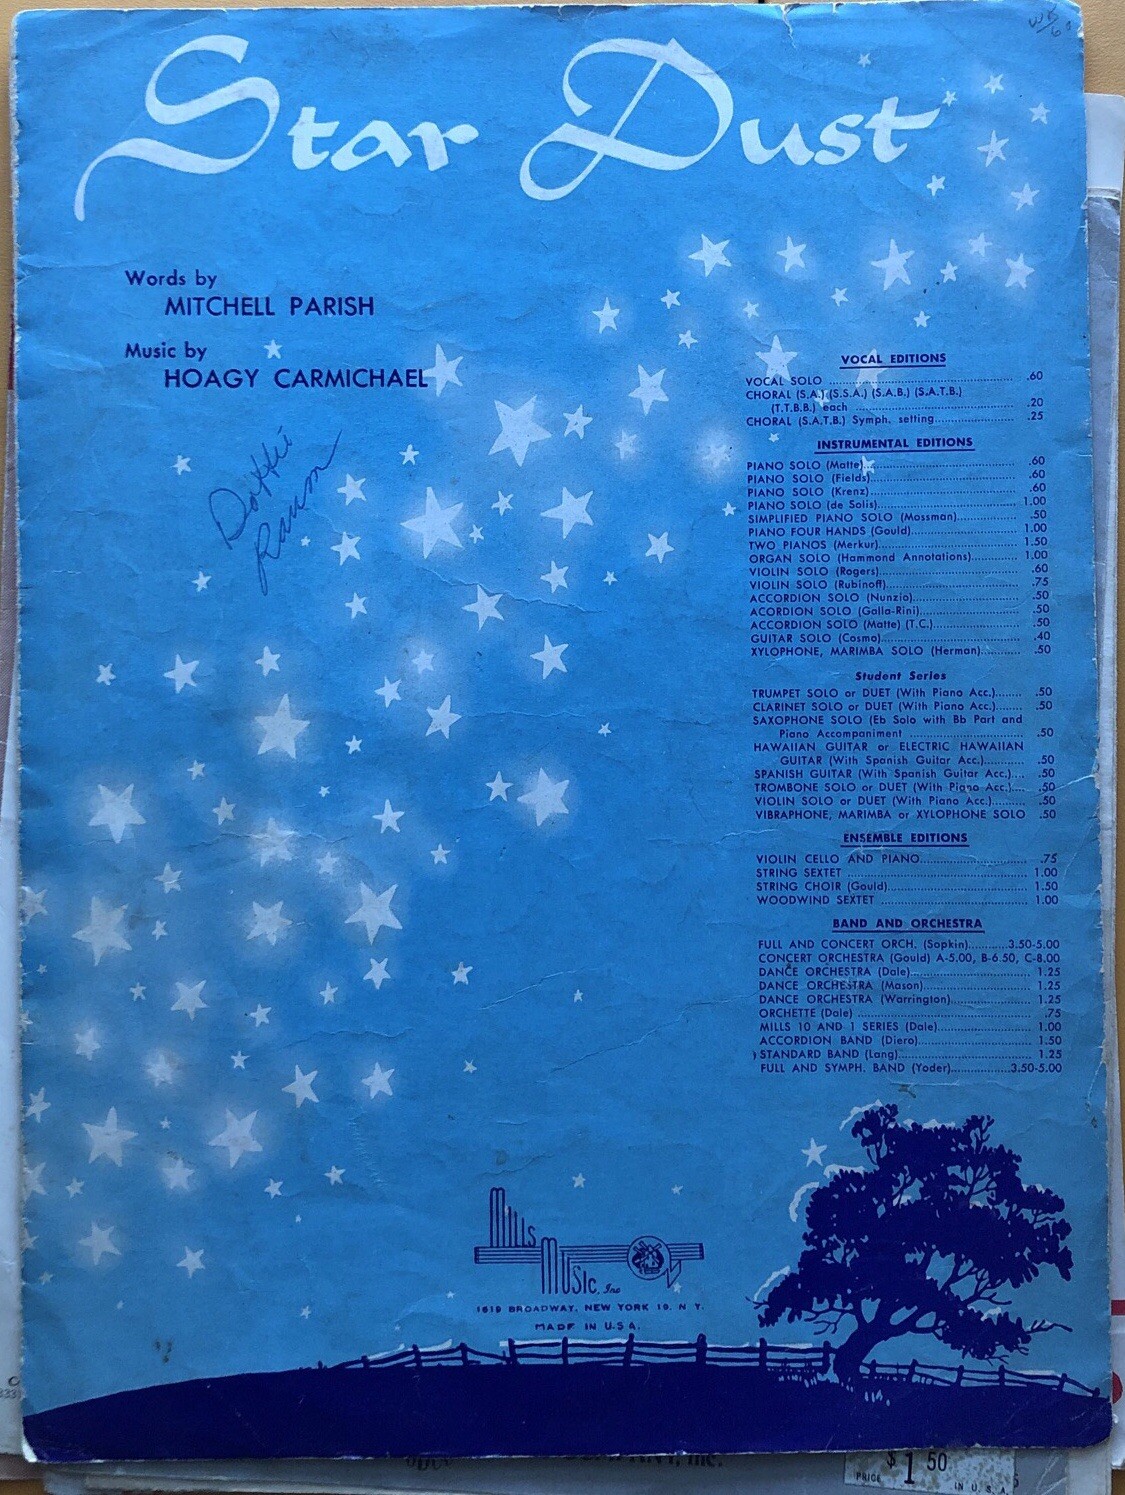 Star Dust
Words by
MITCHELL PARISH
Music by
HOAGY CARMICHAEL
Dottie
Raum
VOCAL EDITIONS
VOCAL SOLO .60
CHORAL (S.A.) (S.S.A.) (S.A.B.) (S.A.T.B.)
(T.T.B.B.) each .20
CHORAL (S.A.T.B.) Symph. setting .25
INSTRUMENTAL EDITIONS
PIANO SOLO (Matte) .60
PIANO SOLO (Fields) .60
PIANO SOLO (Krenz) .60
PIANO SOLO (de Solis) 1.00
SIMPLIFIED PIANO SOLO (Mossman) .50
PIANO FOUR HANDS (Gould) 1.00
TWO PIANOS (Merkur) 1.50
ORGAN SOLO (Hammond Annotations) 1.00
VIOLIN SOLO (Rogers) .60
VIOLIN SOLO (Rubinoff) .75
ACCORDION SOLO (Nunzio) .50
ACORDION SOLO (Galla-Rini) .50
ACCORDION SOLO (Matte) (T.C.) .50
GUITAR SOLO (Cosmo) .40
XYLOPHONE, MARIMBA SOLO (Herman) .50
Student Series
TRUMPET SOLO or DUET (With Piano Acc.) .50
CLARINET SOLO or DUET (With Piano Acc.) .50
SAXOPHONE SOLO (Eb Solo with Bb Part and
Piano Accompaniment .50
HAWAIIAN GUITAR or ELECTRIC HAWAIIAN
GUITAR (With Spanish Guitar Acc.) .50
SPANISH GUITAR (With Spanish Guitar Acc.) .50
TROMBONE SOLO or DUET (With Piano Acc.) .50
VIOLIN SOLO or DUET (With Piano Acc.) .50
VIBRAPHONE, MARIMBA or XYLOPHONE SOLO .50
ENSEMBLE EDITIONS
VIOLIN CELLO AND PIANO .75
STRING SEXTET 1.00
STRING CHOIR (Gould) 1.50
WOODWIND SEXTET 1.00
BAND AND ORCHESTRA
FULL AND CONCERT ORCH. (Sopkin) 3.50-5.00
CONCERT ORCHESTRA (Gould) A-5.00, B-6.50, C-8.00
DANCE ORCHESTRA (Dale) 1.25
DANCE ORCHESTRA (Mason) 1.25
DANCE ORCHESTRA (Warrington) 1.25
ORCHETTE (Dale) .75
MILLS 10 AND 1 SERIES (Dale) 1.00
ACCORDION BAND (Diero) 1.50
STANDARD BAND (Lang) 1.25
FULL AND SYMPH. BAND (Yoder) 3.50-5.00
Mills
Music, Inc
1619 BROADWAY, NEW YORK 19, N. Y.
MADE IN U.S.A.
Inc.
$1.50
PRICE IN U.S.A.